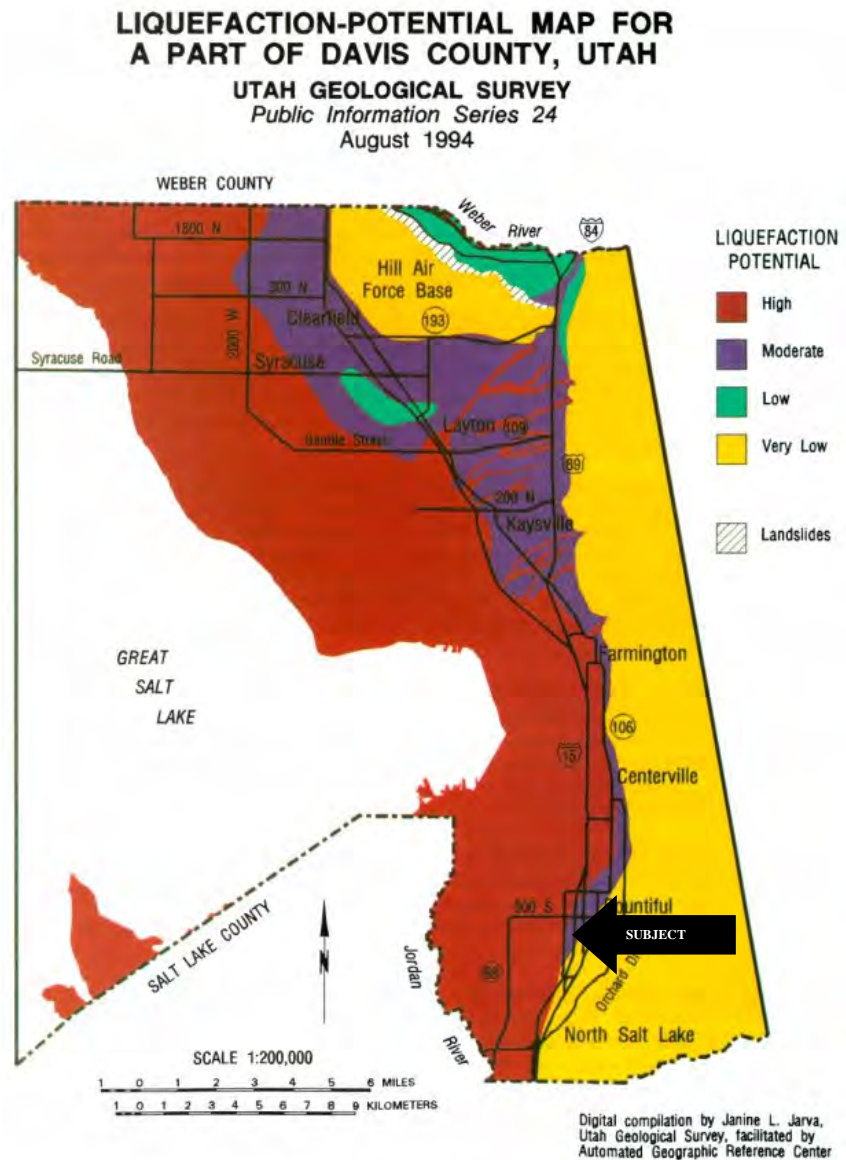 LIQUEFACTION-POTENTIAL MAP FOR
A PART OF DAVIS COUNTY, UTAH
UTAH GEOLOGICAL SURVEY
Public Information Series 24
August 1994
WEBER COUNTY
Weber River
84
1800 N
Hill Air
Force Base
300 N
Clearfield
193
2000 W
Syracuse Road
Syracuse
Layton
109
Gentile Street
89
200 N
Kaysville
LIQUEFACTION
POTENTIAL
High
Moderate
Low
Very Low
Landslides
GREAT
SALT
LAKE
Farmington
106
15
Centerville
500 S
Bountiful
SUBJECT
68
Orchard
North Salt Lake
SALT LAKE COUNTY
N
Jordan
River
SCALE 1:200,000
1 0 1 2 3 4 5 6 MILES
1 0 1 2 3 4 5 6 7 8 9 KILOMETERS
Digital compilation by Janine L. Jarva,
Utah Geological Survey, facilitated by
Automated Geographic Reference Center